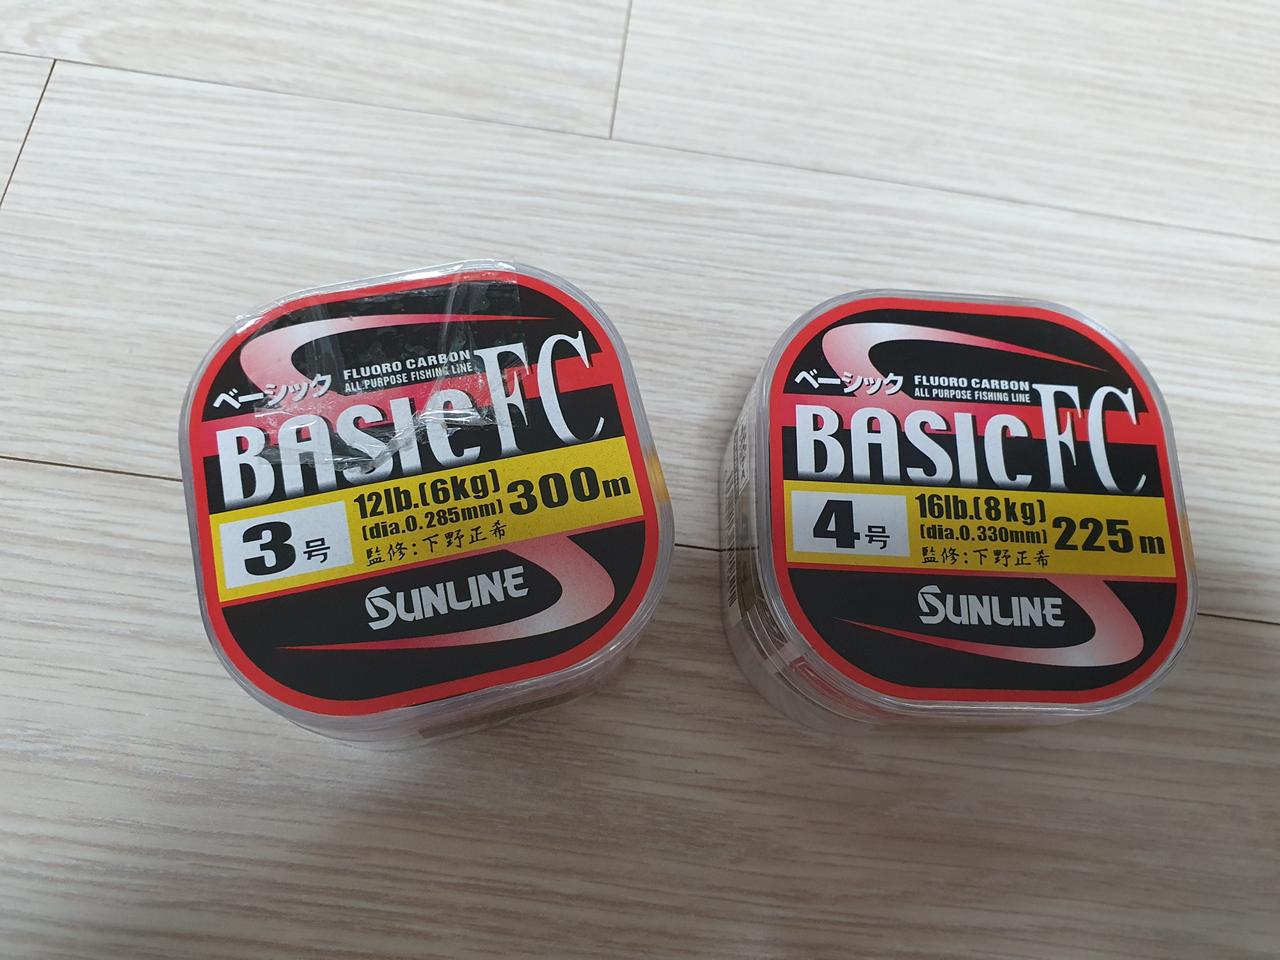 ベーシック
FLUORO CARBON
ALL PURPOSE FISHING LINE
BASIC FC
3号
12lb.(6kg)
(dia.0.285mm)
300m
監修:下野正希
SUNLINE
ベーシック
FLUORO CARBON
ALL PURPOSE FISHING LINE
BASIC FC
4号
16lb.(8kg)
(dia.0.330mm)
225m
監修:下野正希
SUNLINE